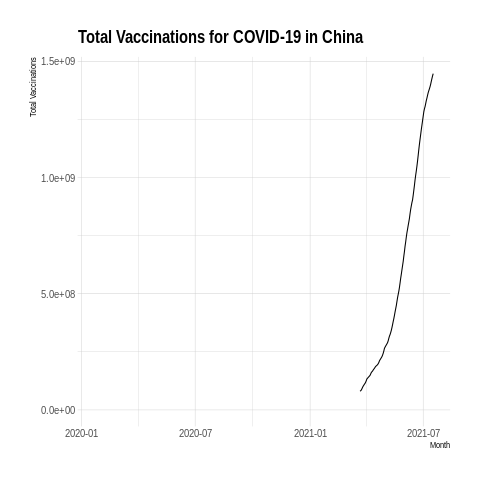 Total Vaccinations for COVID-19 in China
Total Vaccinations
1.5e+09
1.0e+09
5.0e+08
0.0e+00
2020-01
2020-07
2021-01
2021-07
Month